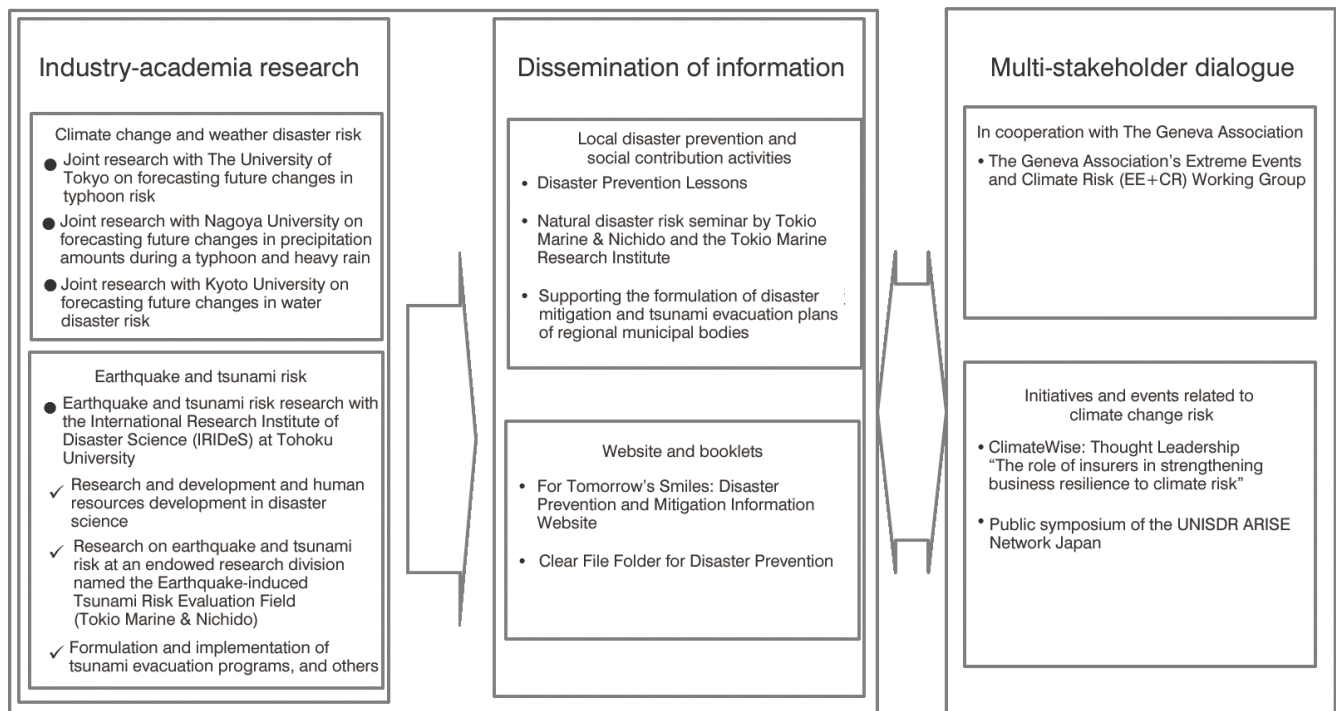 Industry-academia research
Climate change and weather disaster risk
● Joint research with The University of
Tokyo on forecasting future changes in
typhoon risk
● Joint research with Nagoya University on
forecasting future changes in precipitation
amounts during a typhoon and heavy rain
● Joint research with Kyoto University on
forecasting future changes in water
disaster risk
Earthquake and tsunami risk
● Earthquake and tsunami risk research with
the International Research Institute of
Disaster Science (IRIDeS) at Tohoku
University
✓ Research and development and human
resources development in disaster
science
✓ Research on earthquake and tsunami
risk at an endowed research division
named the Earthquake-induced
Tsunami Risk Evaluation Field
(Tokio Marine & Nichido)
✓ Formulation and implementation of
tsunami evacuation programs, and others
Dissemination of information
Local disaster prevention and
social contribution activities
• Disaster Prevention Lessons
• Natural disaster risk seminar by Tokio
Marine & Nichido and the Tokio Marine
Research Institute
• Supporting the formulation of disaster
mitigation and tsunami evacuation plans
of regional municipal bodies
Website and booklets
• For Tomorrow's Smiles: Disaster
Prevention and Mitigation Information
Website
• Clear File Folder for Disaster Prevention
Multi-stakeholder dialogue
In cooperation with The Geneva Association
• The Geneva Association's Extreme Events
and Climate Risk (EE+CR) Working Group
Initiatives and events related to
climate change risk
• ClimateWise: Thought Leadership
“The role of insurers in strengthening
business resilience to climate risk”
• Public symposium of the UNISDR ARISE
Network Japan